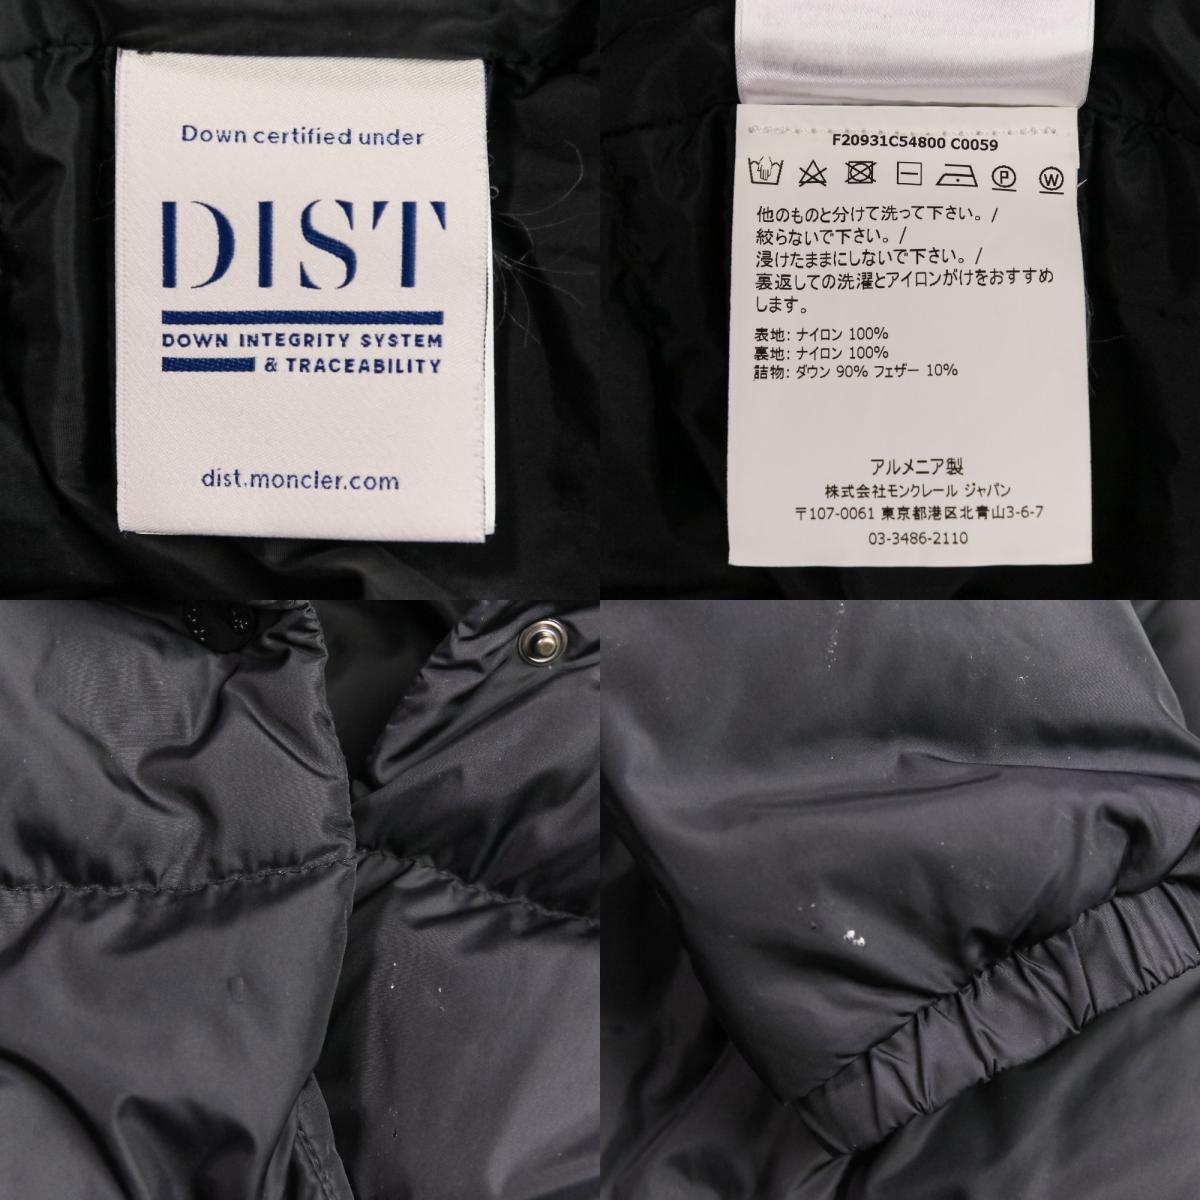 Down certified under
DIST
DOWN INTEGRITY SYSTEM
& TRACEABILITY
dist.moncler.com
F20931C54800 C0059
P
W
他のものと分けて洗って下さい。/
絞らないで下さい。/
浸けたままにしないで下さい。/
裏返しての洗濯とアイロンがけをおすすめ
します。
表地: ナイロン 100%
裏地: ナイロン 100%
詰物: ダウン 90% フェザー 10%
アルメニア製
株式会社モンクレール ジャパン
〒107-0061 東京都港区北青山3-6-7
03-3486-2110